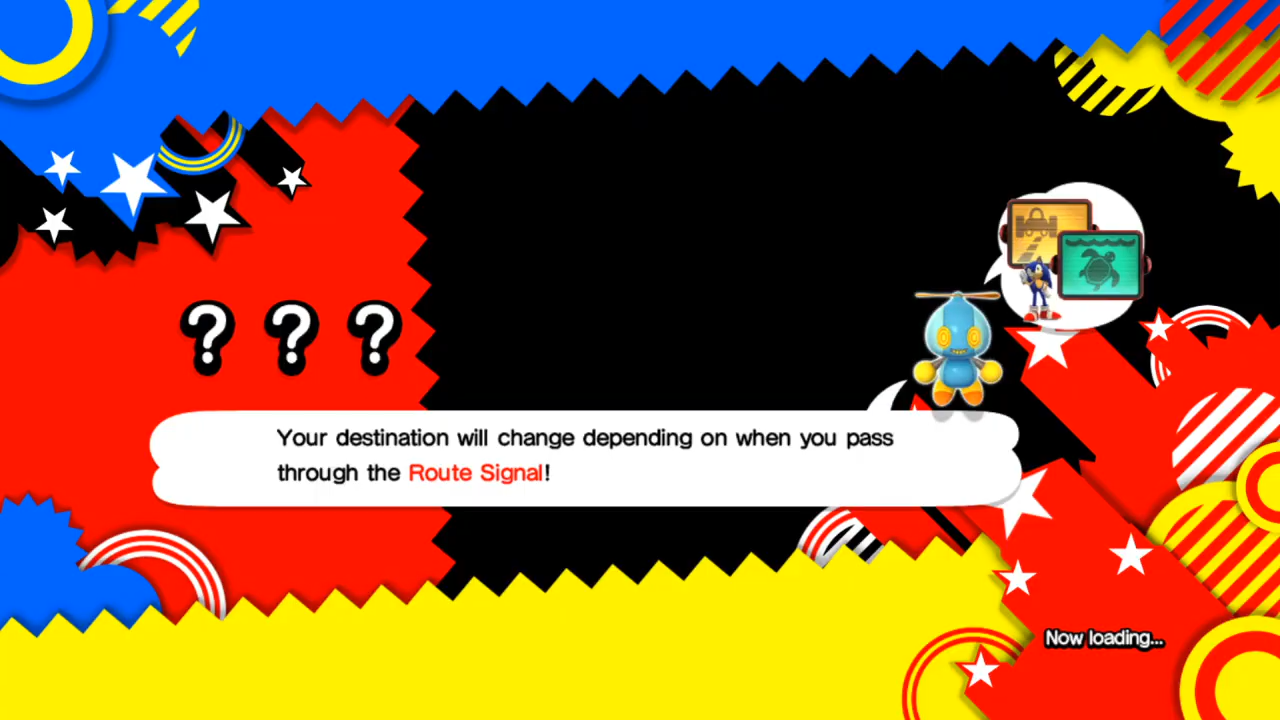 ? ? ?
Your destination will change depending on when you pass
through the Route Signal!
Now loading...